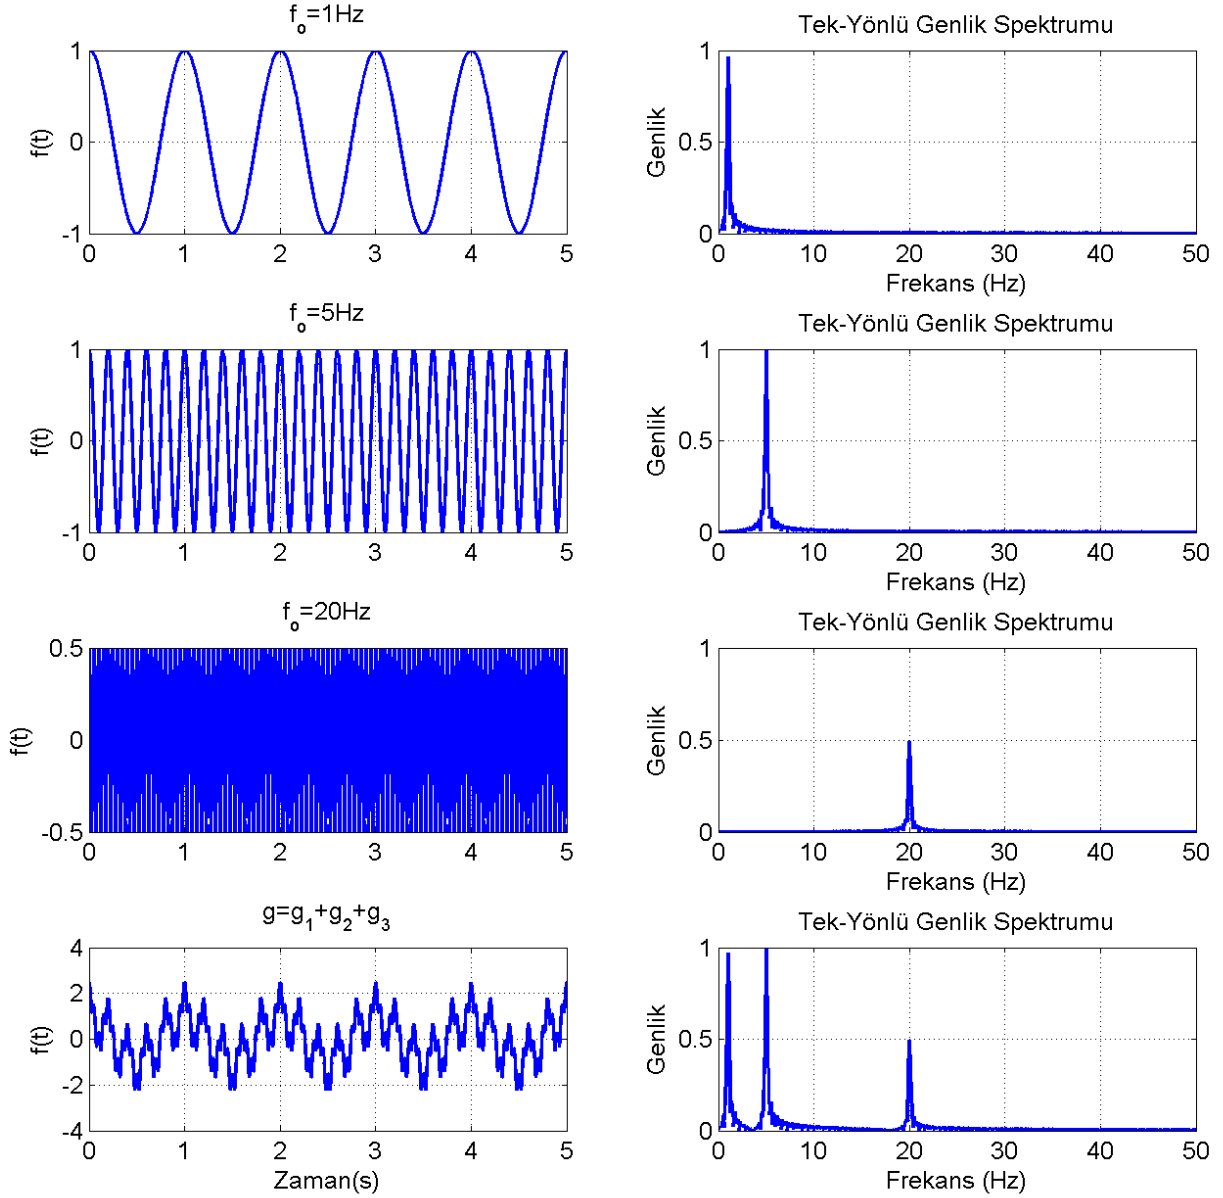 f_o=1Hz
Tek-Yönlü Genlik Spektrumu
1
0
-1
f(t)
0 1 2 3 4 5
1
0.5
0
Genlik
0 10 20 30 40 50
Frekans (Hz)
f_o=5Hz
Tek-Yönlü Genlik Spektrumu
1
0
-1
f(t)
0 1 2 3 4 5
1
0.5
0
Genlik
0 10 20 30 40 50
Frekans (Hz)
f_o=20Hz
Tek-Yönlü Genlik Spektrumu
0.5
0
-0.5
f(t)
0 1 2 3 4 5
1
0.5
0
Genlik
0 10 20 30 40 50
Frekans (Hz)
g=g_1+g_2+g_3
Tek-Yönlü Genlik Spektrumu
4
2
0
-2
-4
f(t)
0 1 2 3 4 5
Zaman(s)
1
0.5
0
Genlik
0 10 20 30 40 50
Frekans (Hz)